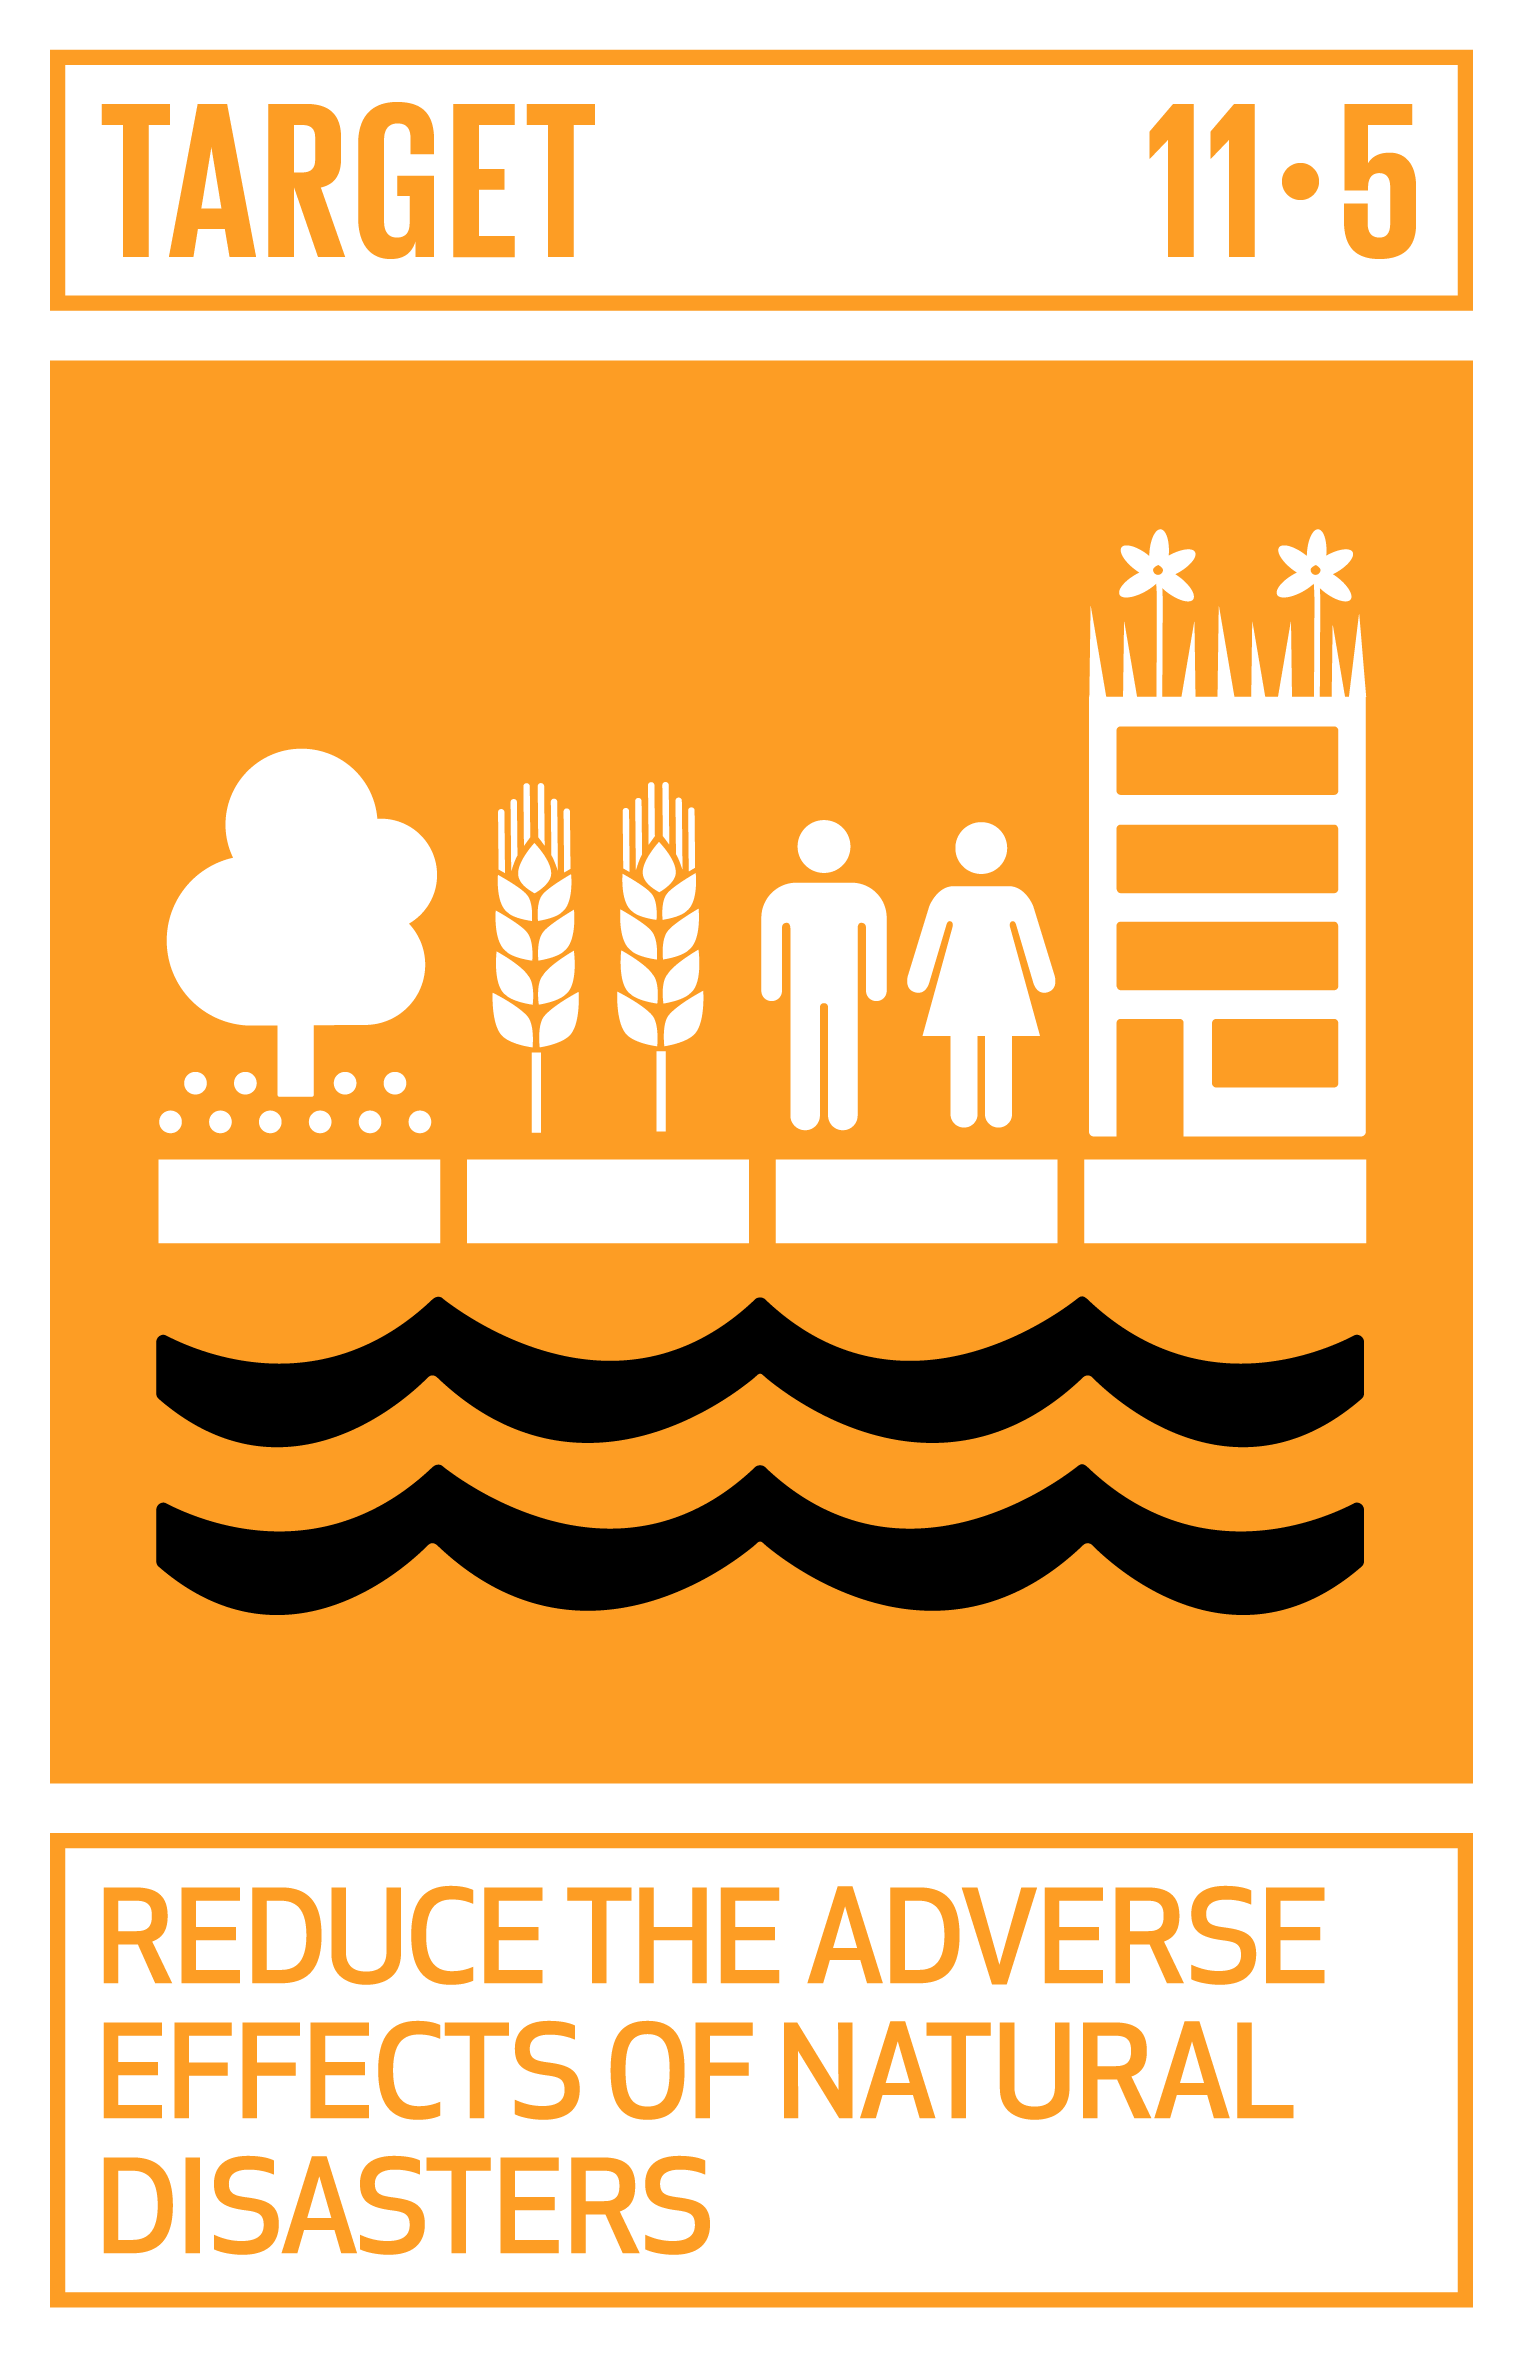 TARGET 11·5
REDUCE THE ADVERSE
EFFECTS OF NATURAL
DISASTERS